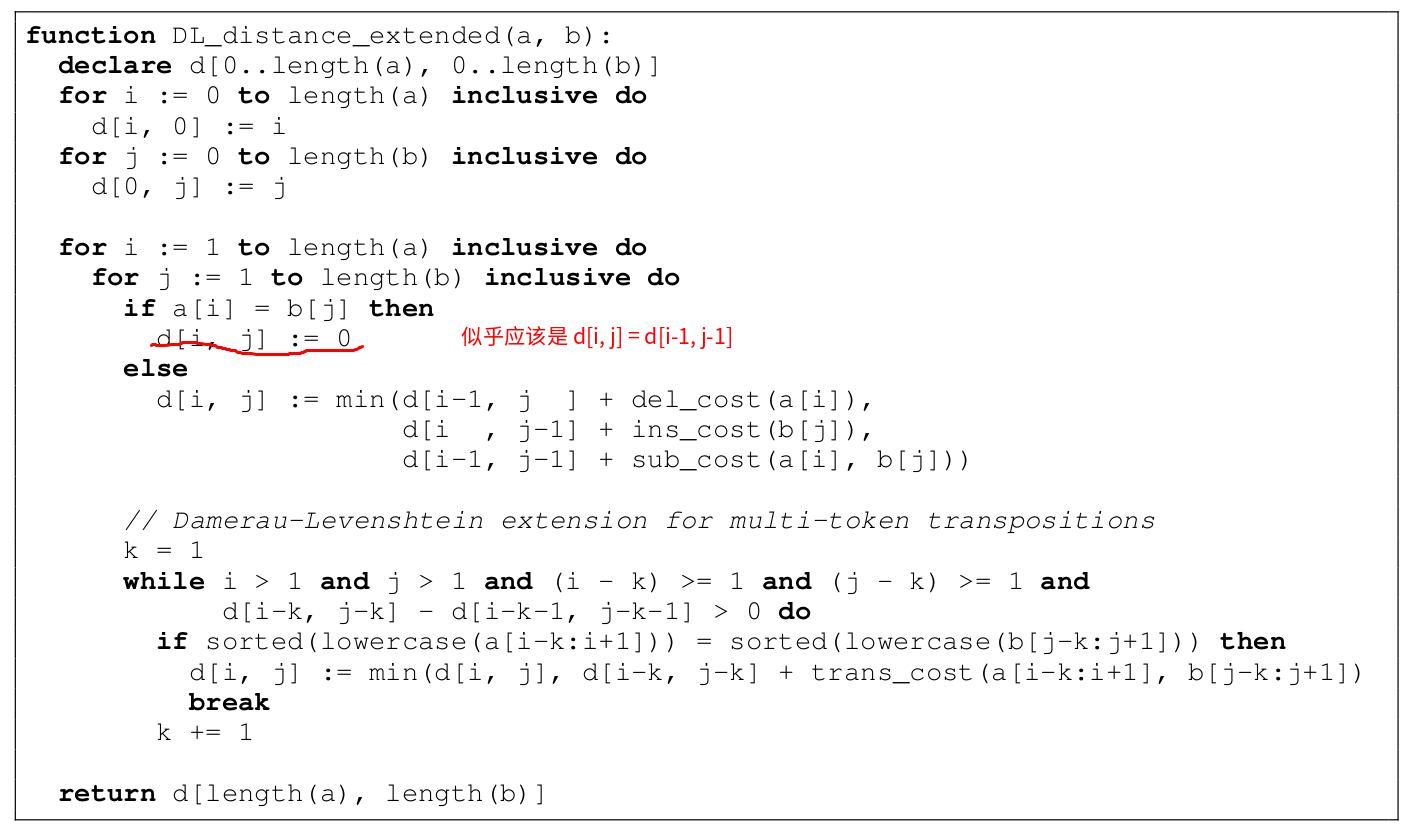 function DL_distance_extended(a, b):
  declare d[0..length(a), 0..length(b)]
  for i := 0 to length(a) inclusive do
    d[i, 0] := i
  for j := 0 to length(b) inclusive do
    d[0, j] := j

  for i := 1 to length(a) inclusive do
    for j := 1 to length(b) inclusive do
      if a[i] = b[j] then
        d[i, j] := 0 似乎应该是 d[i, j] = d[i-1, j-1]
      else
        d[i, j] := min(d[i-1, j  ] + del_cost(a[i]),
                       d[i  , j-1] + ins_cost(b[j]),
                       d[i-1, j-1] + sub_cost(a[i], b[j]))

      // Damerau-Levenshtein extension for multi-token transpositions
      k = 1
      while i > 1 and j > 1 and (i - k) >= 1 and (j - k) >= 1 and
            d[i-k, j-k] - d[i-k-1, j-k-1] > 0 do
        if sorted(lowercase(a[i-k:i+1])) = sorted(lowercase(b[j-k:j+1])) then
          d[i, j] := min(d[i, j], d[i-k, j-k] + trans_cost(a[i-k:i+1], b[j-k:j+1])
          break
        k += 1

  return d[length(a), length(b)]